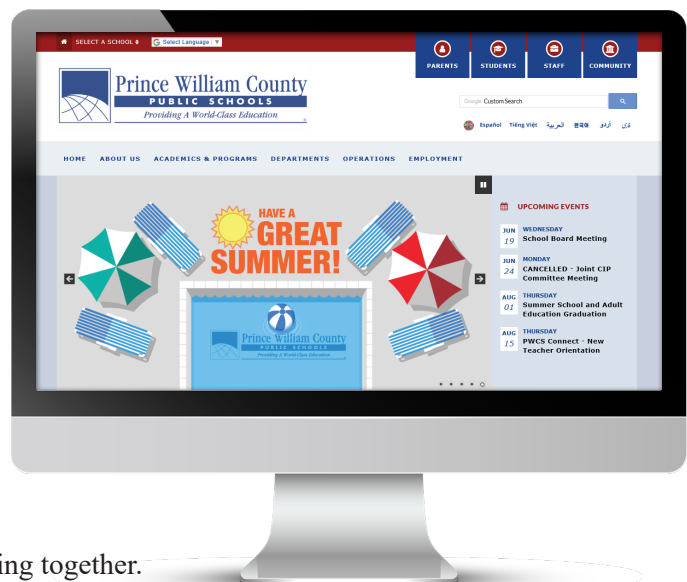 SELECT A SCHOOL
Select Language
PARENTS
STUDENTS
STAFF
COMMUNITY
Prince William County
PUBLIC SCHOOLS
Providing A World-Class Education
Google Custom Search
Español Tiếng Việt العربية 한국어 اُردو
HOME ABOUT US ACADEMICS & PROGRAMS DEPARTMENTS OPERATIONS EMPLOYMENT
HAVE A
GREAT
SUMMER!
Prince William County
PUBLIC SCHOOLS
Providing A World-Class Education
UPCOMING EVENTS
JUN 19
WEDNESDAY
School Board Meeting
JUN 24
MONDAY
CANCELLED - Joint CIP
Committee Meeting
AUG 01
THURSDAY
Summer School and Adult
Education Graduation
AUG 15
THURSDAY
PWCS Connect - New
Teacher Orientation
ing together.